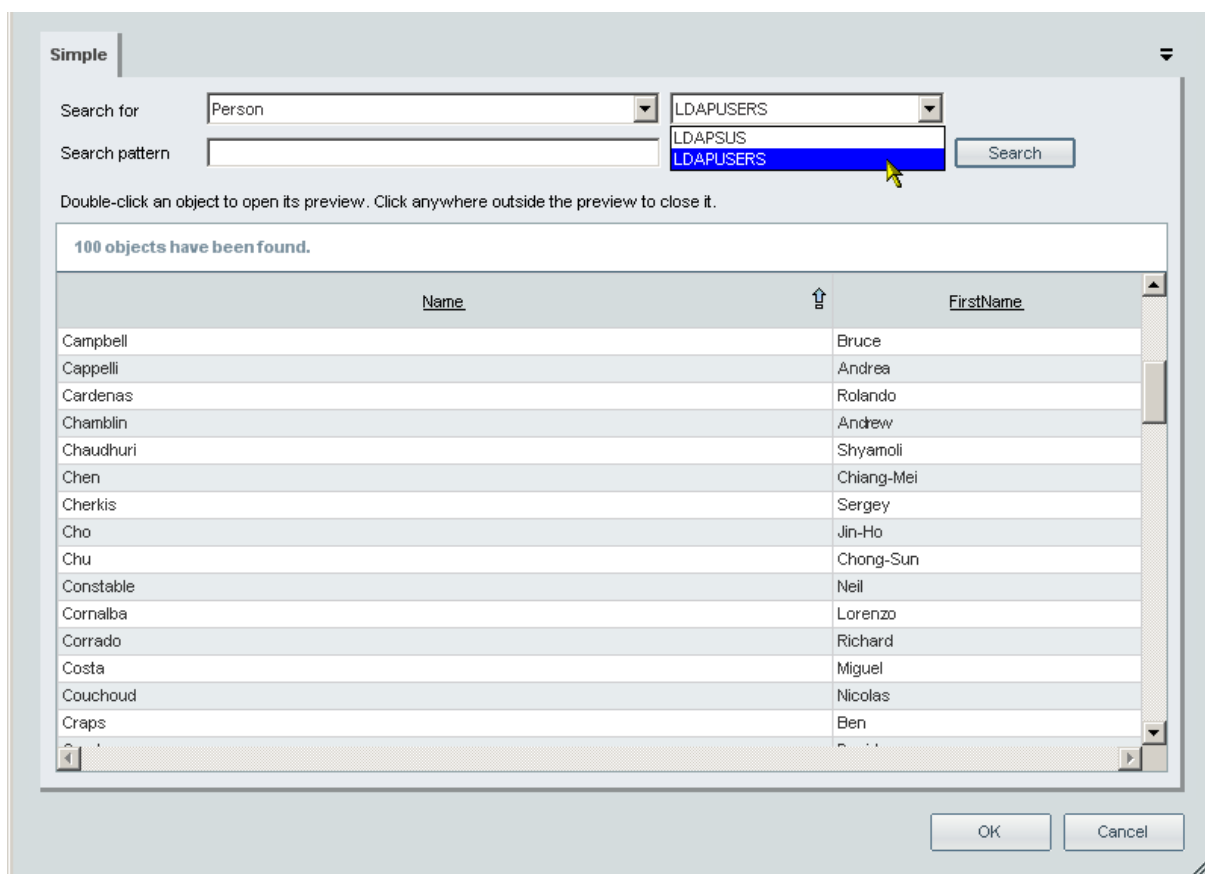 Simple
Search for Person LDAPUSERS
LDAPSUS
Search pattern LDAPUSERS Search
Double-click an object to open its preview. Click anywhere outside the preview to close it.
100 objects have been found.
Name FirstName
Campbell Bruce
Cappelli Andrea
Cardenas Rolando
Chamblin Andrew
Chaudhuri Shyamoli
Chen Chiang-Mei
Cherkis Sergey
Cho Jin-Ho
Chu Chong-Sun
Constable Neil
Cornalba Lorenzo
Corrado Richard
Costa Miguel
Couchoud Nicolas
Craps Ben
OK Cancel